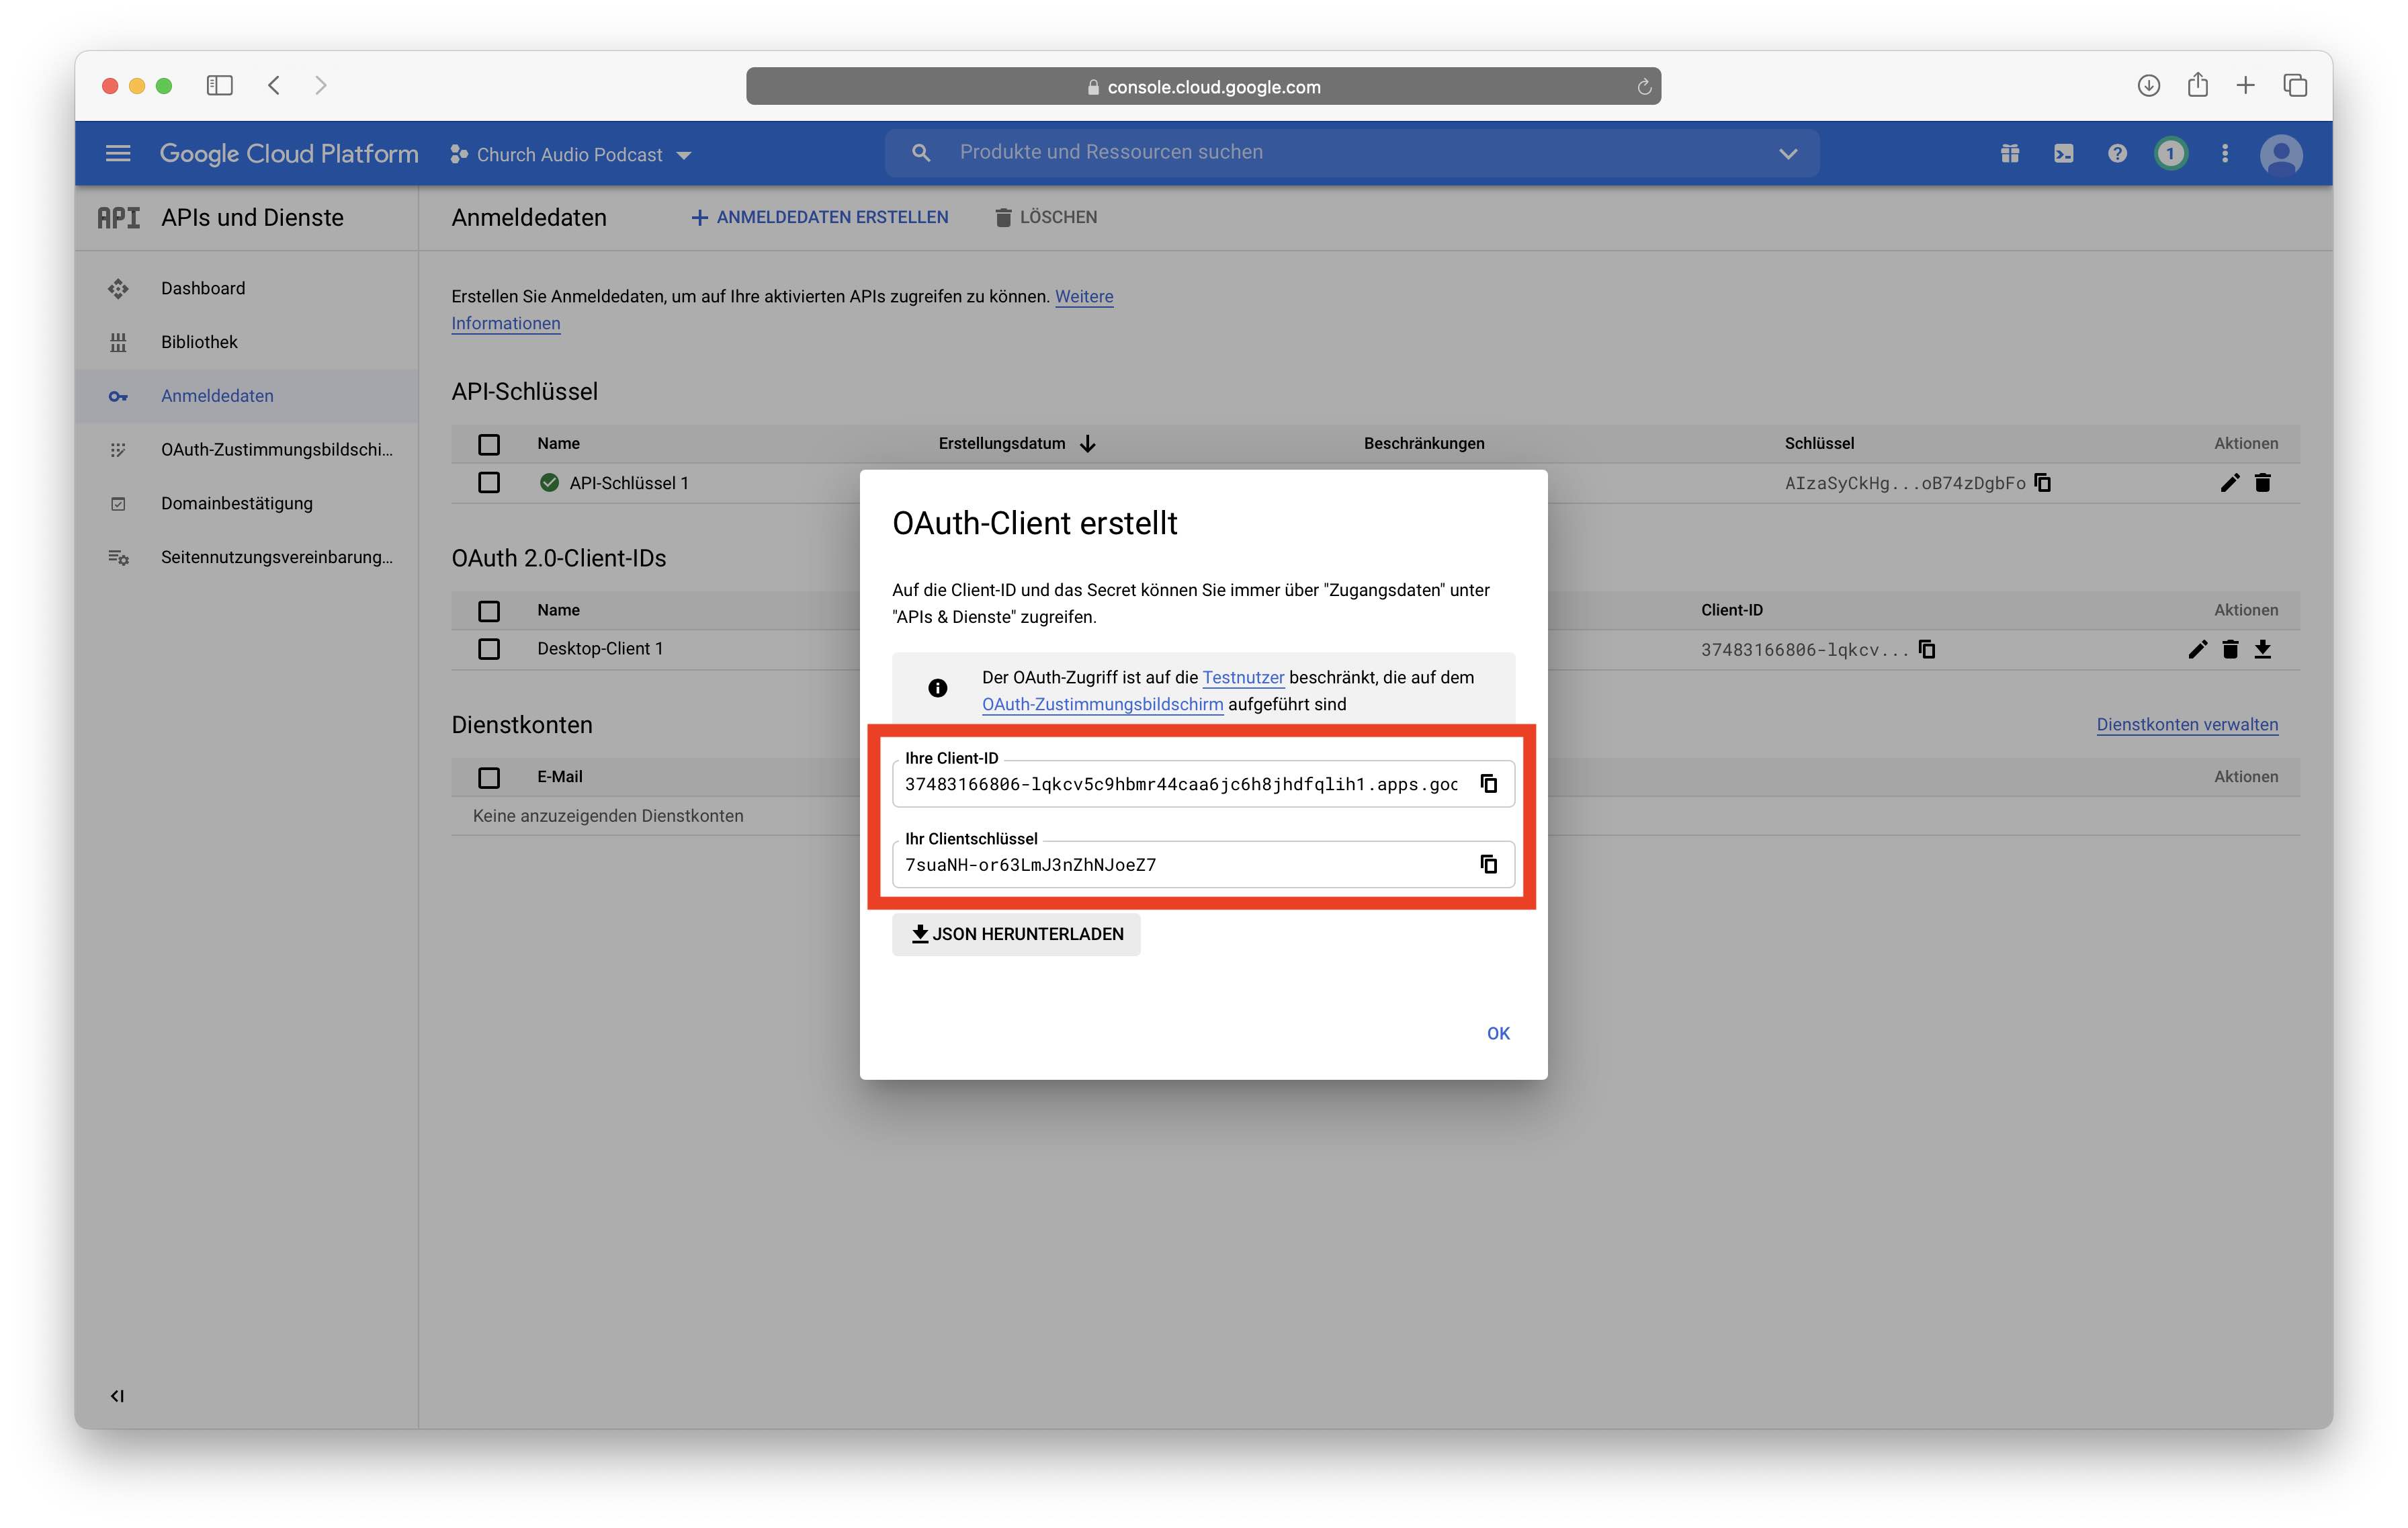 console.cloud.google.com
Google Cloud Platform
Church Audio Podcast
Produkte und Ressourcen suchen
1
API APIs und Dienste
Anmeldedaten
ANMELDEDATEN ERSTELLEN
LÖSCHEN
Dashboard
Bibliothek
Anmeldedaten
OAuth-Zustimmungsbildschi...
Domainbestätigung
Seitennutzungsvereinbarung...
Erstellen Sie Anmeldedaten, um auf Ihre aktivierten APIs zugreifen zu können. Weitere
Informationen
API-Schlüssel
Name Erstellungsdatum Beschränkungen Schlüssel Aktionen
API-Schlüssel 1 AIzaSyCkHg...oB74zDgbFo
OAuth 2.0-Client-IDs
Name Client-ID Aktionen
Desktop-Client 1 37483166806-lqkcv...
Dienstkonten
Dienstkonten verwalten
E-Mail Aktionen
Keine anzuzeigenden Dienstkonten
OAuth-Client erstellt
Auf die Client-ID und das Secret können Sie immer über "Zugangsdaten" unter
"APIs & Dienste" zugreifen.
Der OAuth-Zugriff ist auf die Testnutzer beschränkt, die auf dem
OAuth-Zustimmungsbildschirm aufgeführt sind
Ihre Client-ID
37483166806-lqkcv5c9hbmr44caa6jc6h8jhdfqlih1.apps.goo
Ihr Clientschlüssel
7suaNH-or63LmJ3nZhNJoeZ7
JSON HERUNTERLADEN
OK